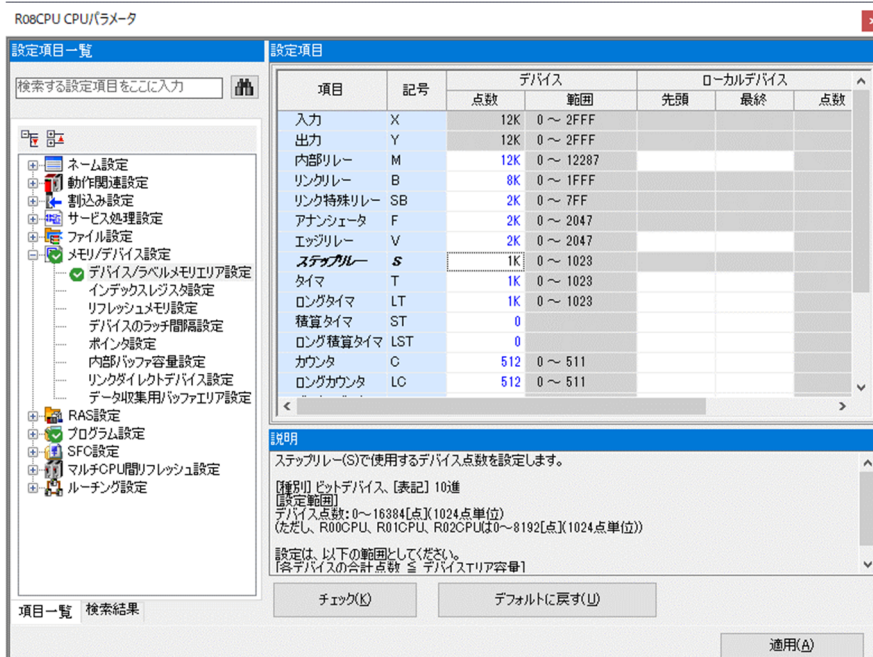 R08CPU CPUパラメータ
設定項目一覧
検索する設定項目をここに入力
ネーム設定
動作関連設定
割込み設定
サービス処理設定
ファイル設定
メモリ/デバイス設定
デバイス/ラベルメモリエリア設定
インデックスレジスタ設定
リフレッシュメモリ設定
デバイスのラッチ間隔設定
ポインタ設定
内部バッファ容量設定
リンクダイレクトデバイス設定
データ収集用バッファエリア設定
RAS設定
プログラム設定
SFC設定
マルチCPU間リフレッシュ設定
ルーチング設定
項目一覧 検索結果
設定項目
項目 記号 デバイス ローカルデバイス
点数 範囲 先頭 最終 点数
入力 X 12K 0 ～ 2FFF
出力 Y 12K 0 ～ 2FFF
内部リレー M 12K 0 ～ 12287
リンクリレー B 8K 0 ～ 1FFF
リンク特殊リレー SB 2K 0 ～ 7FF
アナンシェータ F 2K 0 ～ 2047
エッジリレー V 2K 0 ～ 2047
ステップリレー S 1K 0 ～ 1023
タイマ T 1K 0 ～ 1023
ロングタイマ LT 1K 0 ～ 1023
積算タイマ ST 0
ロング積算タイマ LST 0
カウンタ C 512 0 ～ 511
ロングカウンタ LC 512 0 ～ 511
説明
ステップリレー(S)で使用するデバイス点数を設定します。
[種別] ビットデバイス、[表記] 10進
[設定範囲]
デバイス点数：0～16384[点](1024点単位)
(ただし、R00CPU、R01CPU、R02CPUは0～8192[点](1024点単位))
設定は、以下の範囲としてください。
[各デバイスの合計点数 ≦ デバイスエリア容量]
チェック(K) デフォルトに戻す(U)
適用(A)